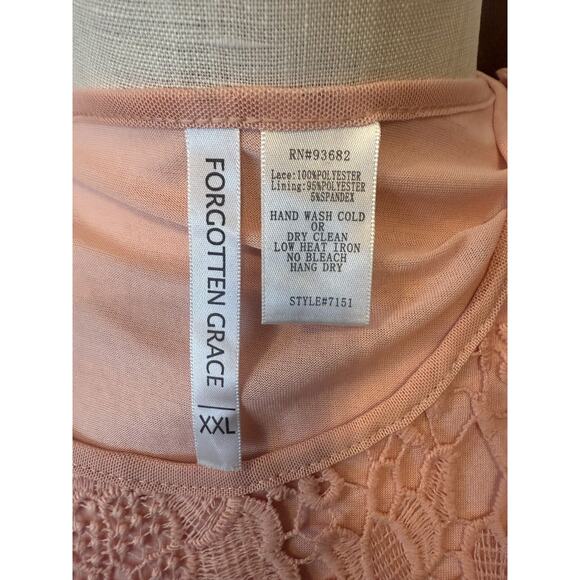 FORGOTTEN GRACE
XXL
RN#93682
Lace:100%POLYESTER
Lining:95%POLYESTER
5%SPANDEX
HAND WASH COLD
OR
DRY CLEAN
LOW HEAT IRON
NO BLEACH
HANG DRY
STYLE#7151